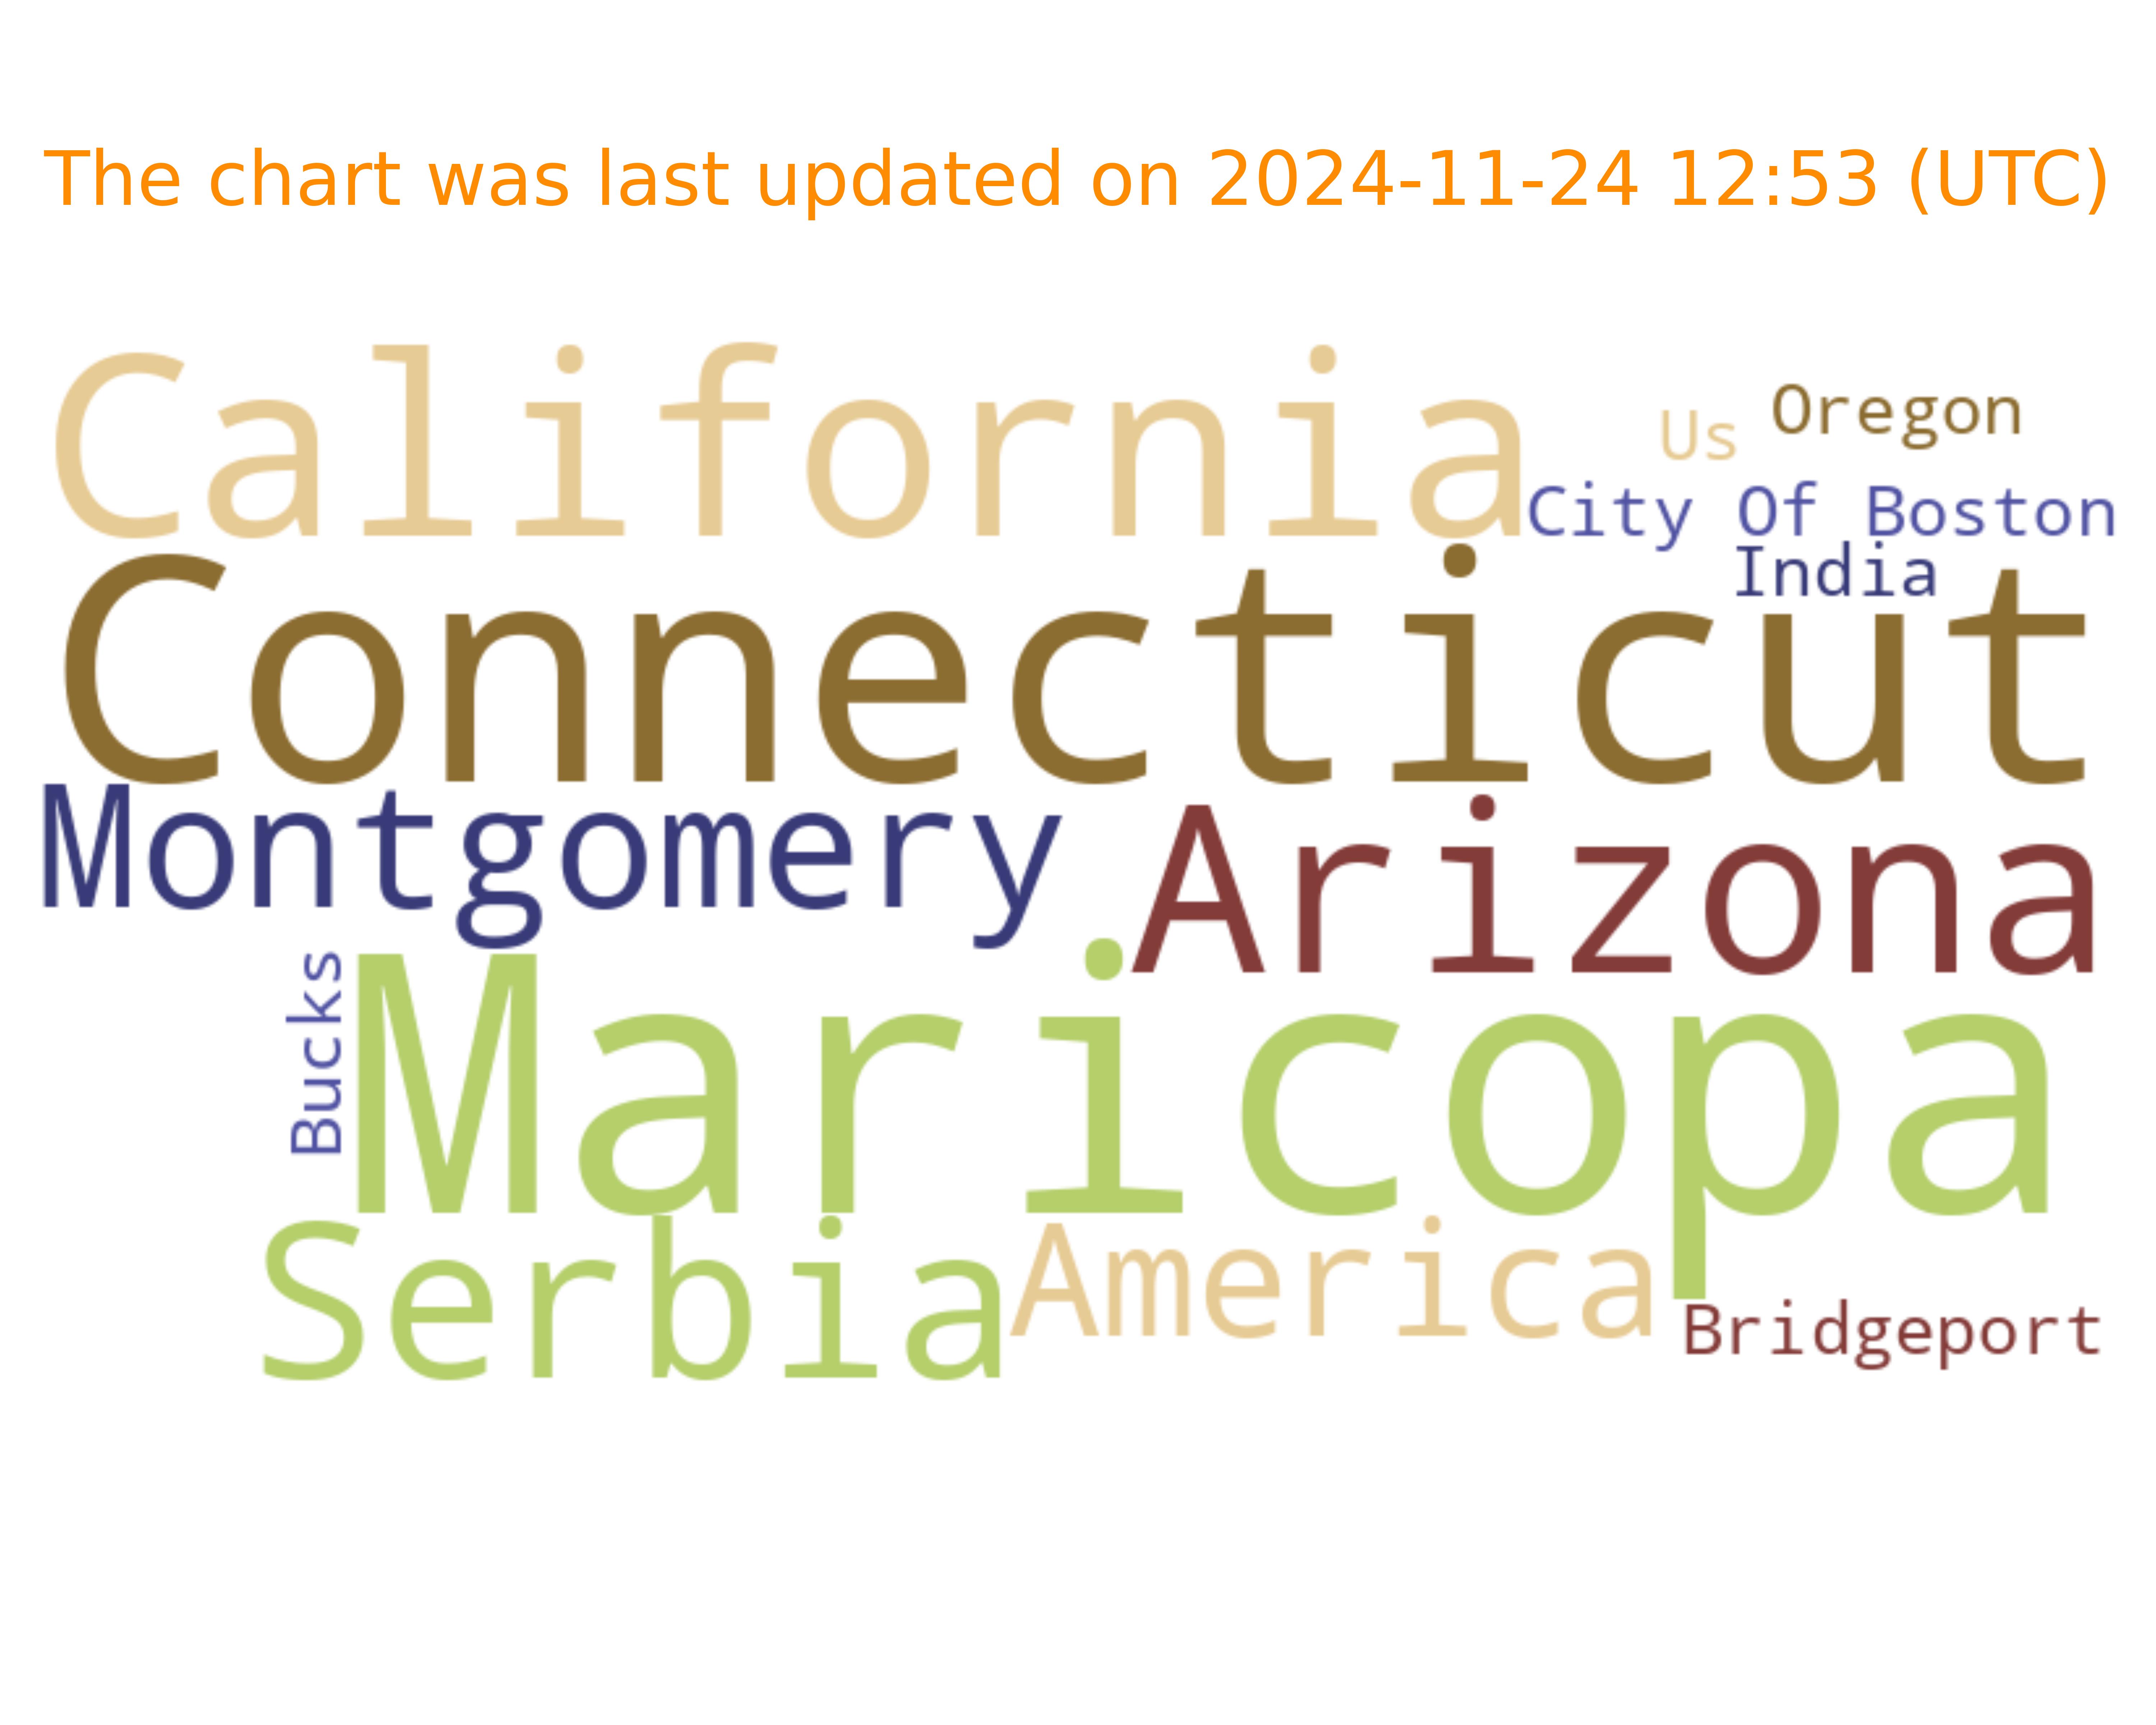 The chart was last updated on 2024-11-24 12:53 (UTC)
California
Us
Oregon
City Of Boston
India
Connecticut
Montgomery
Arizona
Bucks
Maricopa
Serbia
America
Bridgeport